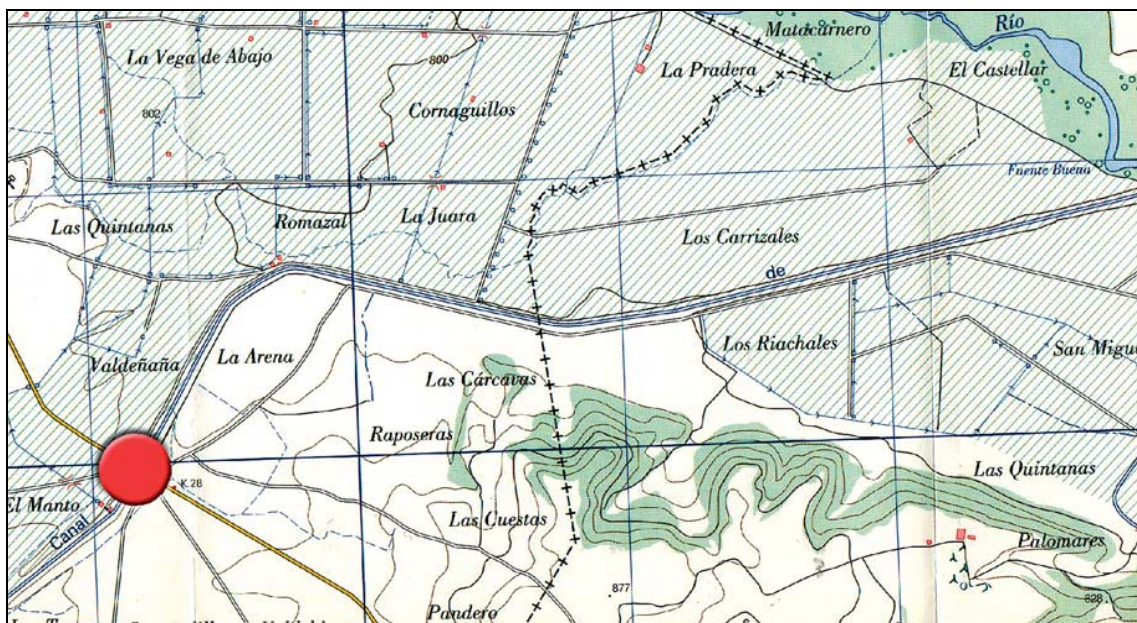 Río
Matacarnero
La Vega de Abajo
800
La Pradera
El Castellar
802
Cornaguillos
Fuente Buena
Las Quintanas
Romazal
La Juara
Los Carrizales
de
Valdeñaña
La Arena
Los Riachales
San Migu
Las Cárcavas
Raposeras
Las Quintanas
El Manto
K.28
Canal
Las Cuestas
Palomares
877
828
Pandero